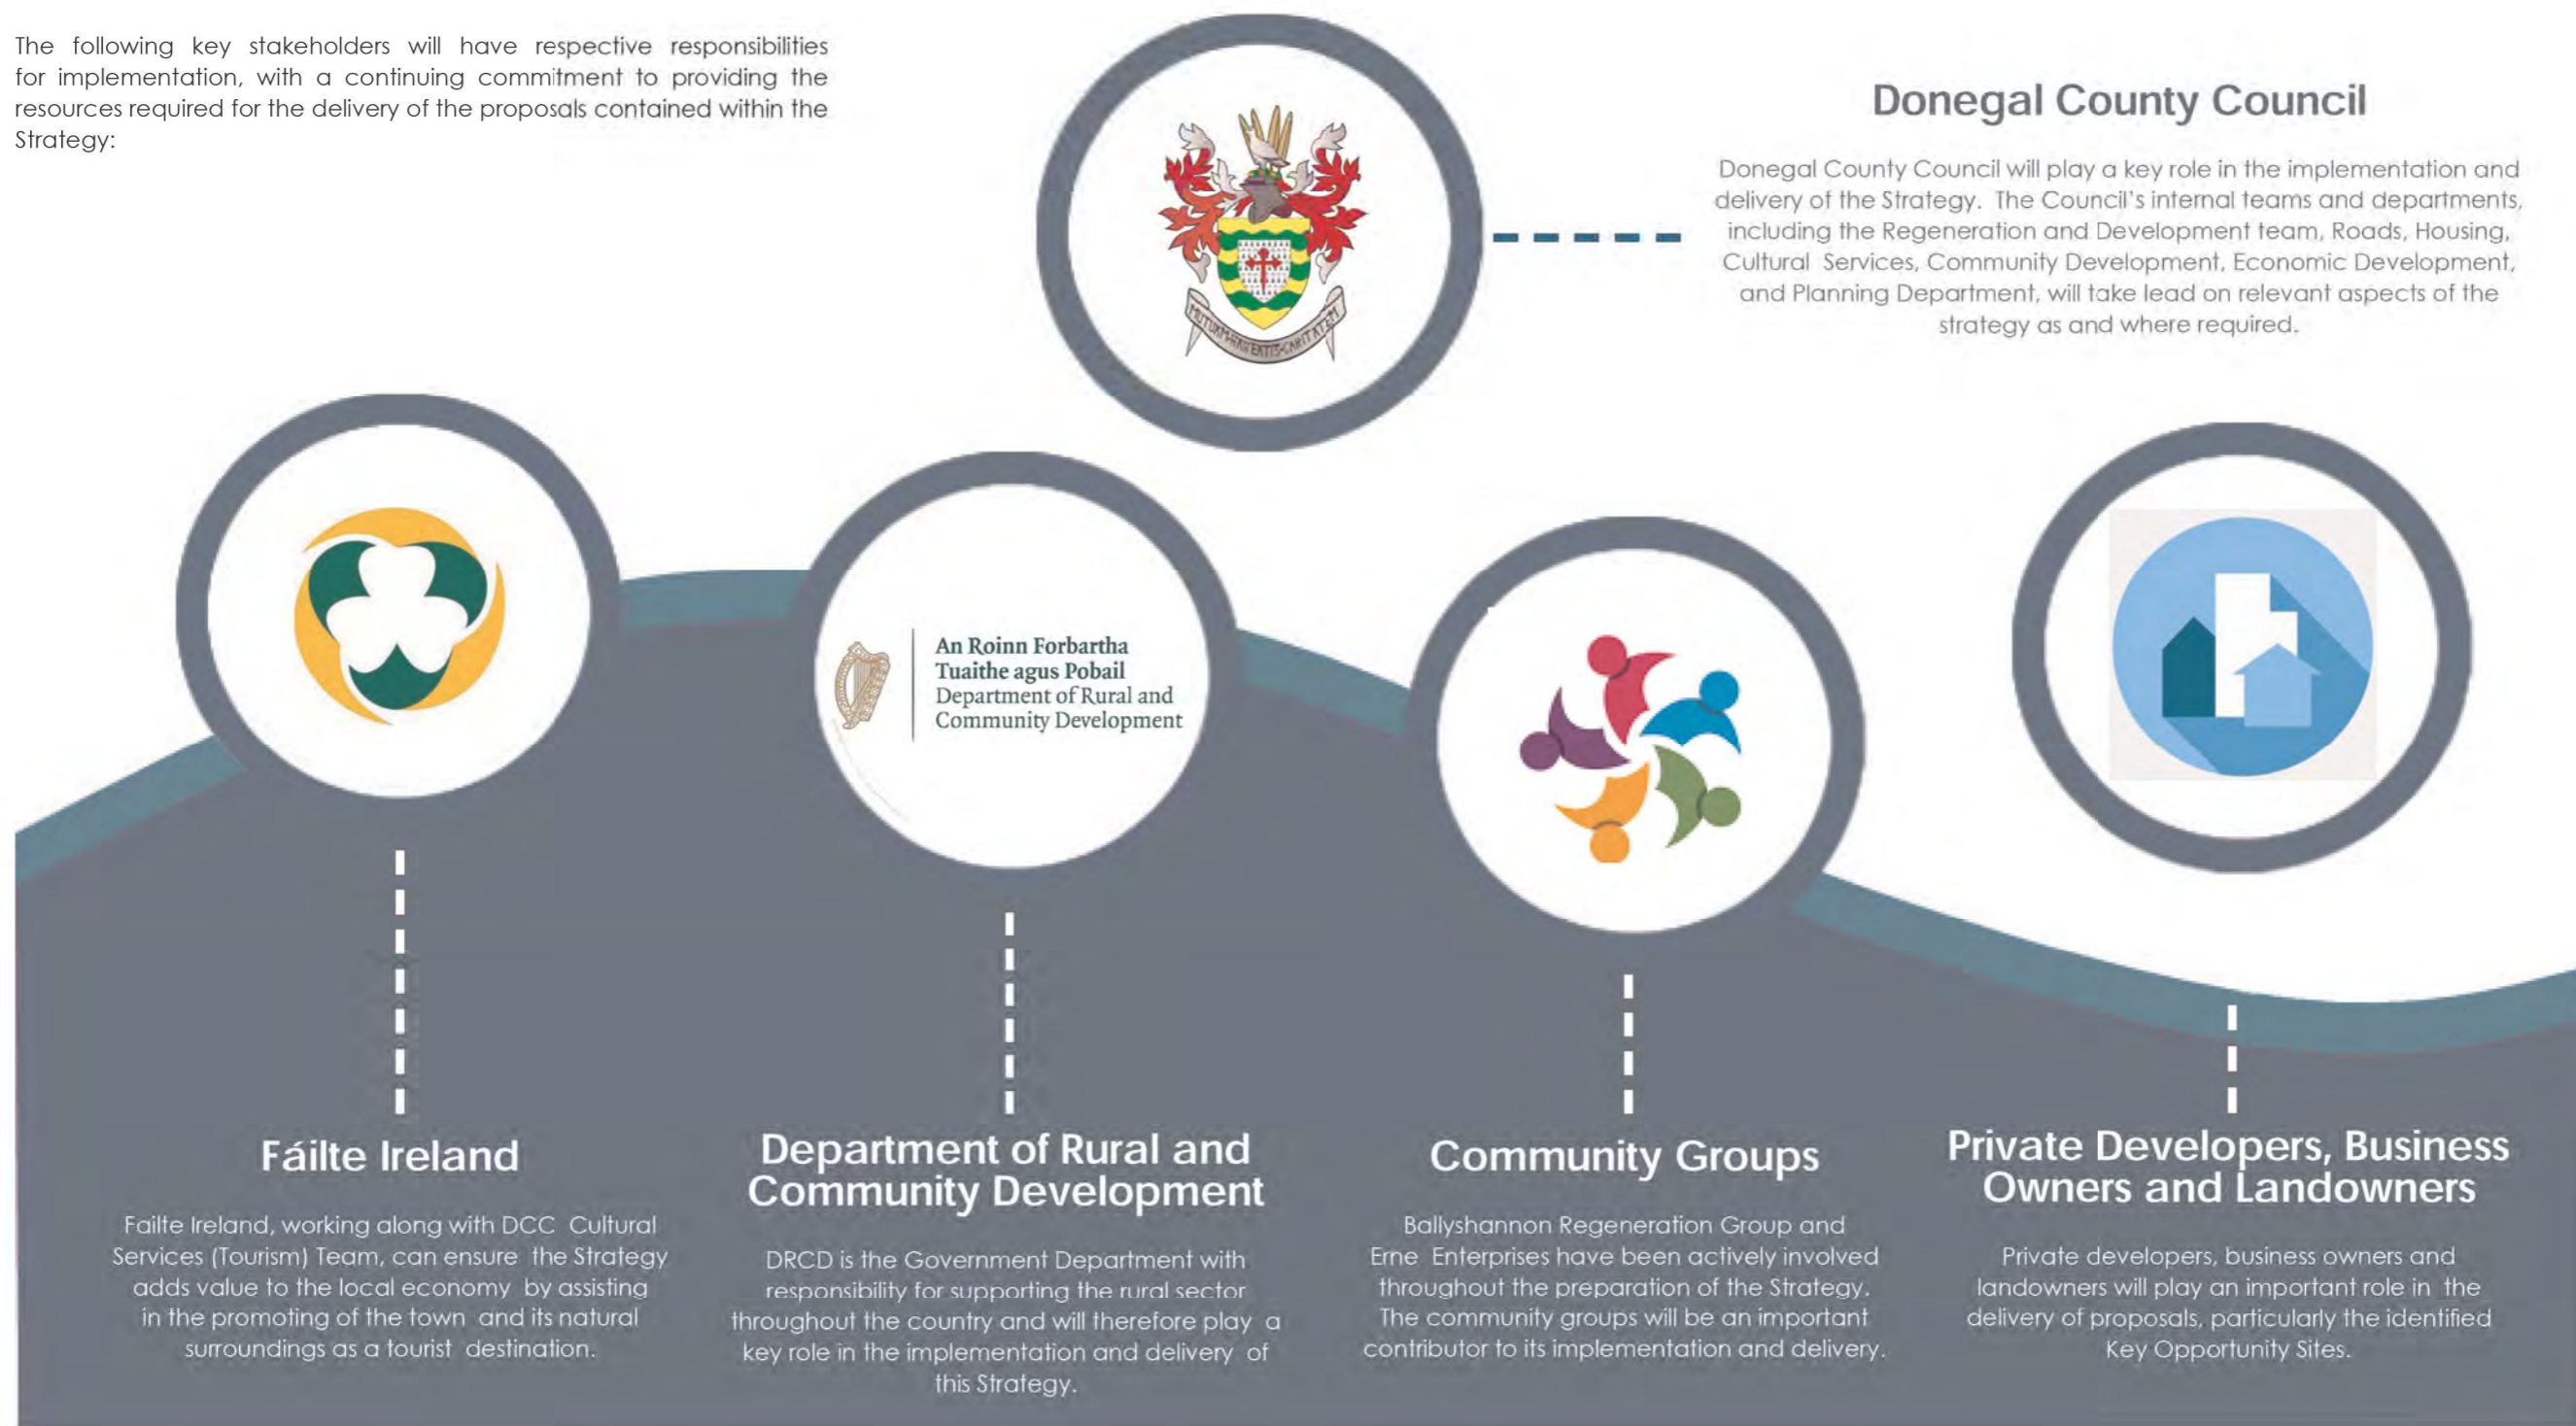 The following key stakeholders will have respective responsibilities
for implementation, with a continuing commitment to providing the
resources required for the delivery of the proposals contained within the
Strategy:
Donegal County Council
Donegal County Council will play a key role in the implementation and
delivery of the Strategy. The Council's internal teams and departments,
including the Regeneration and Development team, Roads, Housing,
Cultural Services, Community Development, Economic Development,
and Planning Department, will take lead on relevant aspects of the
strategy as and where required.
An Roinn Forbartha
Tuaithe agus Pobail
Department of Rural and
Community Development
Fáilte Ireland
Failte Ireland, working along with DCC Cultural
Services (Tourism) Team, can ensure the Strategy
adds value to the local economy by assisting
in the promoting of the town and its natural
surroundings as a tourist destination.
Department of Rural and
Community Development
DRCD is the Government Department with
responsibility for supporting the rural sector
throughout the country and will therefore play a
key role in the implementation and delivery of
this Strategy.
Community Groups
Ballyshannon Regeneration Group and
Erne Enterprises have been actively involved
throughout the preparation of the Strategy.
The community groups will be an important
contributor to its implementation and delivery.
Private Developers, Business
Owners and Landowners
Private developers, business owners and
landowners will play an important role in the
delivery of proposals, particularly the identified
Key Opportunity Sites.